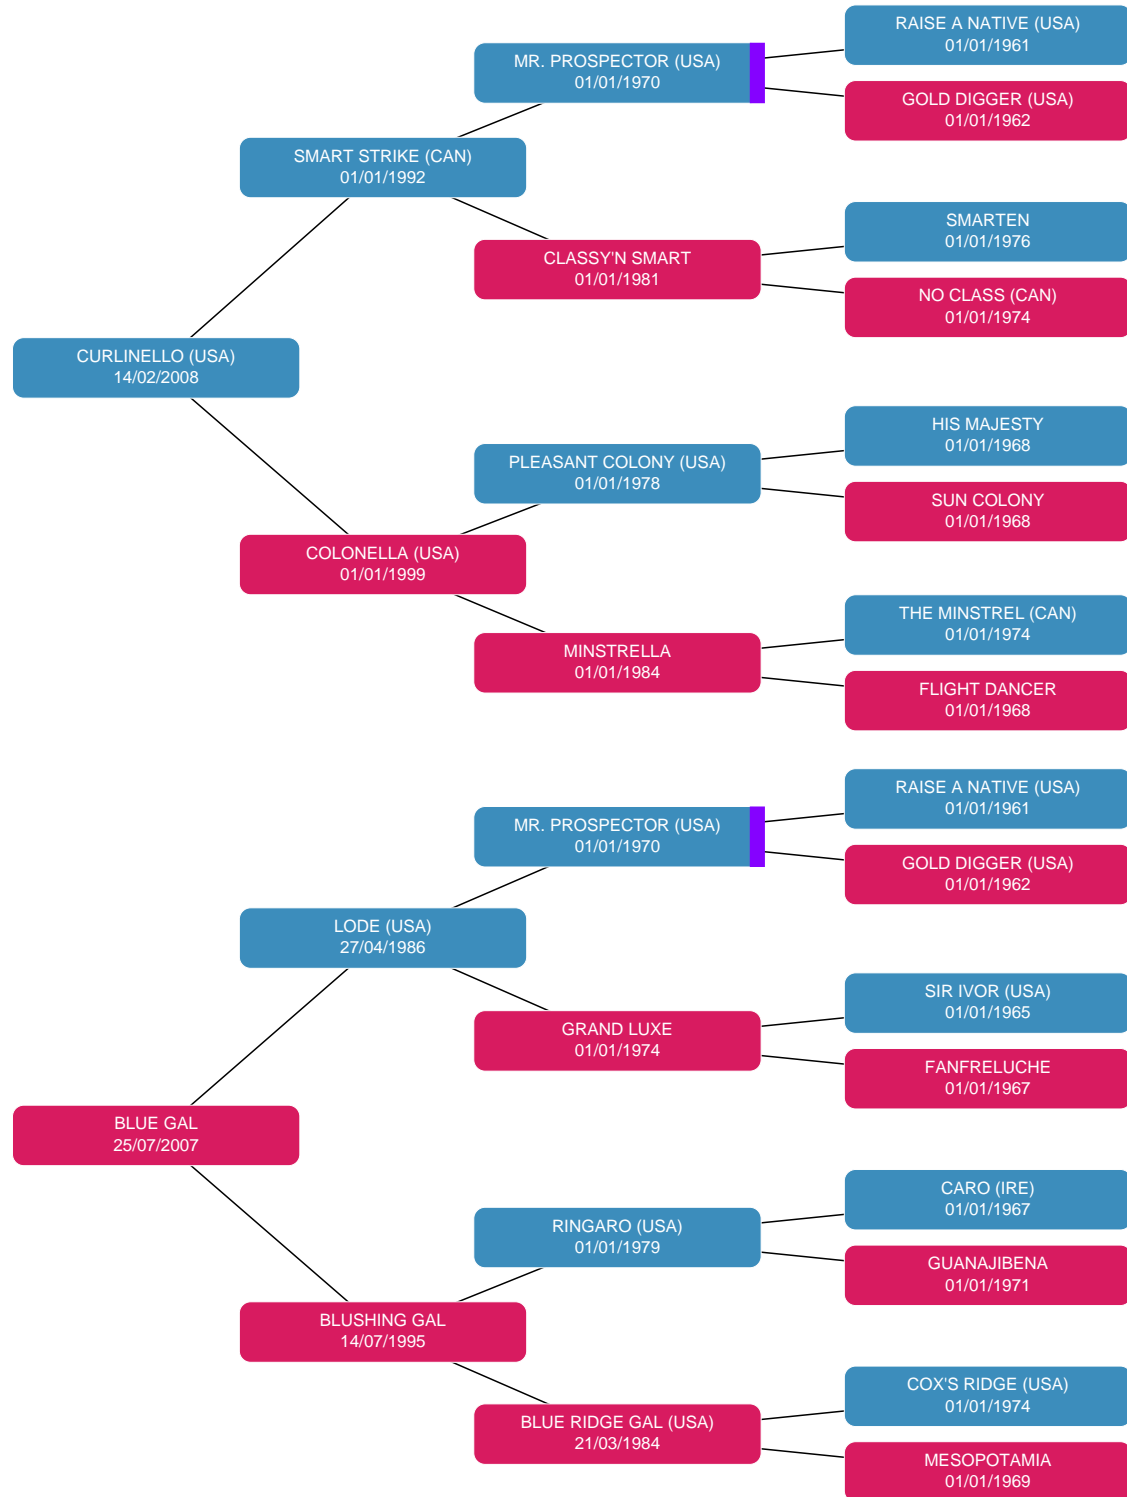 RAISE A NATIVE (USA)
01/01/1961
MR. PROSPECTOR (USA)
01/01/1970
GOLD DIGGER (USA)
01/01/1962
SMART STRIKE (CAN)
01/01/1992
SMARTEN
01/01/1976
CLASSY'N SMART
01/01/1981
NO CLASS (CAN)
01/01/1974
CURLINELLO (USA)
14/02/2008
HIS MAJESTY
01/01/1968
PLEASANT COLONY (USA)
01/01/1978
SUN COLONY
01/01/1968
COLONELLA (USA)
01/01/1999
THE MINSTREL (CAN)
01/01/1974
MINSTRELLA
01/01/1984
FLIGHT DANCER
01/01/1968
RAISE A NATIVE (USA)
01/01/1961
MR. PROSPECTOR (USA)
01/01/1970
GOLD DIGGER (USA)
01/01/1962
LODE (USA)
27/04/1986
SIR IVOR (USA)
01/01/1965
GRAND LUXE
01/01/1974
FANFRELUCHE
01/01/1967
BLUE GAL
25/07/2007
CARO (IRE)
01/01/1967
RINGARO (USA)
01/01/1979
GUANAJIBENA
01/01/1971
BLUSHING GAL
14/07/1995
COX'S RIDGE (USA)
01/01/1974
BLUE RIDGE GAL (USA)
21/03/1984
MESOPOTAMIA
01/01/1969